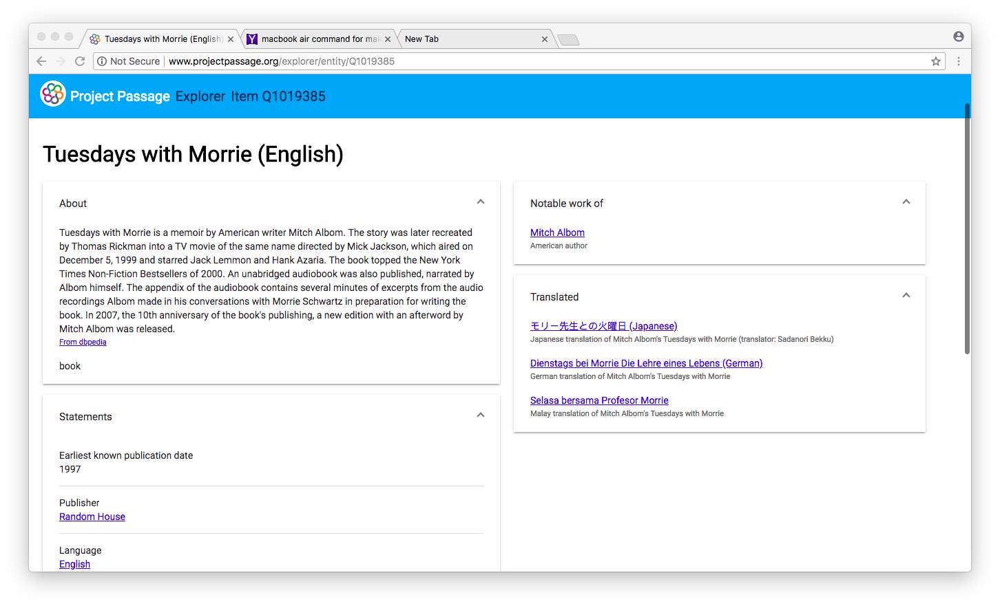 Tuesdays with Morrie (English)
macbook air command for mak
New Tab
Not Secure
www.projectpassage.org/explorer/entity/Q1019385
Project Passage Explorer Item Q1019385
Tuesdays with Morrie (English)
About
Tuesdays with Morrie is a memoir by American writer Mitch Albom. The story was later recreated
by Thomas Rickman into a TV movie of the same name directed by Mick Jackson, which aired on
December 5, 1999 and starred Jack Lemmon and Hank Azaria. The book topped the New York
Times Non-Fiction Bestsellers of 2000. An unabridged audiobook was also published, narrated by
Albom himself. The appendix of the audiobook contains several minutes of excerpts from the audio
recordings Albom made in his conversations with Morrie Schwartz in preparation for writing the
book. In 2007, the 10th anniversary of the book's publishing, a new edition with an afterword by
Mitch Albom was released.
From dbpedia
book
Statements
Earliest known publication date
1997
Publisher
Random House
Language
English
Notable work of
Mitch Albom
American author
Translated
モリー先生との火曜日 (Japanese)
Japanese translation of Mitch Albom's Tuesdays with Morrie (translator: Sadanori Bekku)
Dienstags bei Morrie Die Lehre eines Lebens (German)
German translation of Mitch Albom's Tuesdays with Morrie
Selasa bersama Profesor Morrie
Malay translation of Mitch Albom's Tuesdays with Morrie